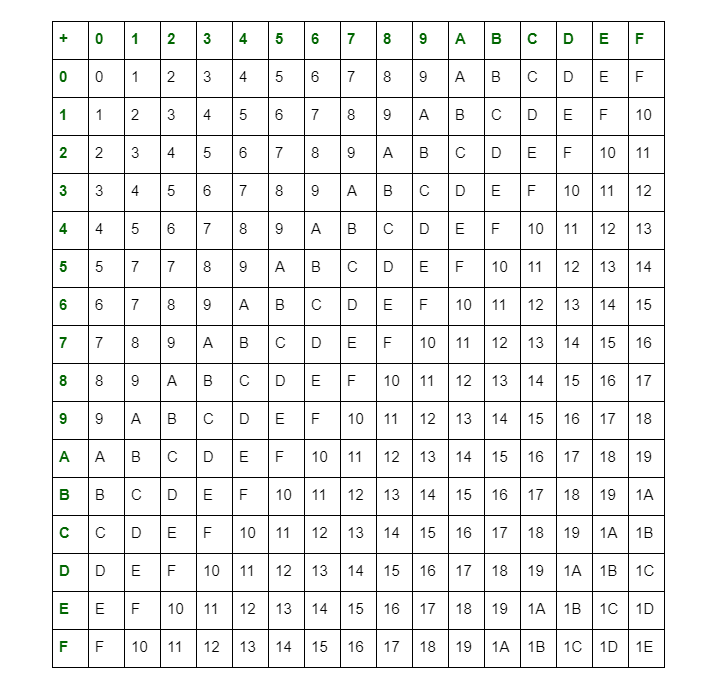 + 0 1 2 3 4 5 6 7 8 9 A B C D E F
0 0 1 2 3 4 5 6 7 8 9 A B C D E F
1 1 2 3 4 5 6 7 8 9 A B C D E F 10
2 2 3 4 5 6 7 8 9 A B C D E F 10 11
3 3 4 5 6 7 8 9 A B C D E F 10 11 12
4 4 5 6 7 8 9 A B C D E F 10 11 12 13
5 5 7 7 8 9 A B C D E F 10 11 12 13 14
6 6 7 8 9 A B C D E F 10 11 12 13 14 15
7 7 8 9 A B C D E F 10 11 12 13 14 15 16
8 8 9 A B C D E F 10 11 12 13 14 15 16 17
9 9 A B C D E F 10 11 12 13 14 15 16 17 18
A A B C D E F 10 11 12 13 14 15 16 17 18 19
B B C D E F 10 11 12 13 14 15 16 17 18 19 1A
C C D E F 10 11 12 13 14 15 16 17 18 19 1A 1B
D D E F 10 11 12 13 14 15 16 17 18 19 1A 1B 1C
E E F 10 11 12 13 14 15 16 17 18 19 1A 1B 1C 1D
F F 10 11 12 13 14 15 16 17 18 19 1A 1B 1C 1D 1E